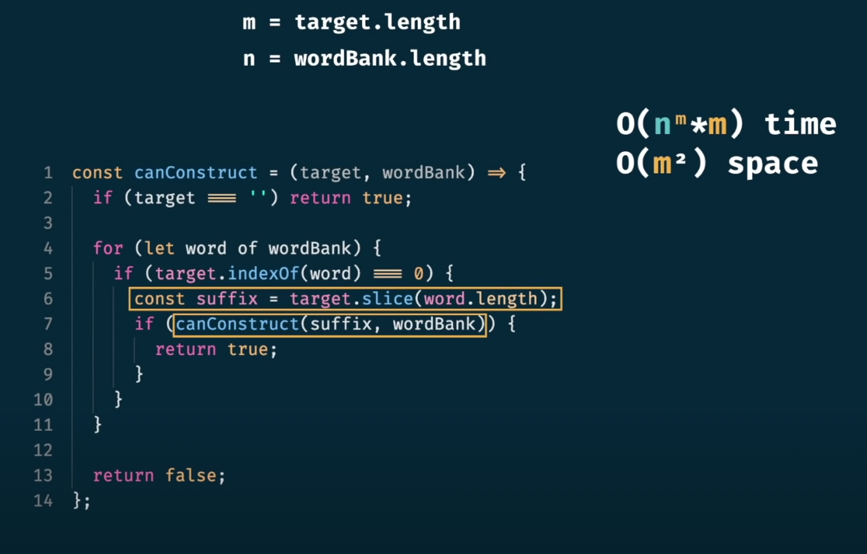 m = target.length
n = wordBank.length
O(nᵐ*m) time
O(m²) space
1 const canConstruct = (target, wordBank) => {
2   if (target === '') return true;
3
4   for (let word of wordBank) {
5     if (target.indexOf(word) === 0) {
6       const suffix = target.slice(word.length);
7       if (canConstruct(suffix, wordBank)) {
8         return true;
9       }
10     }
11   }
12
13   return false;
14 };